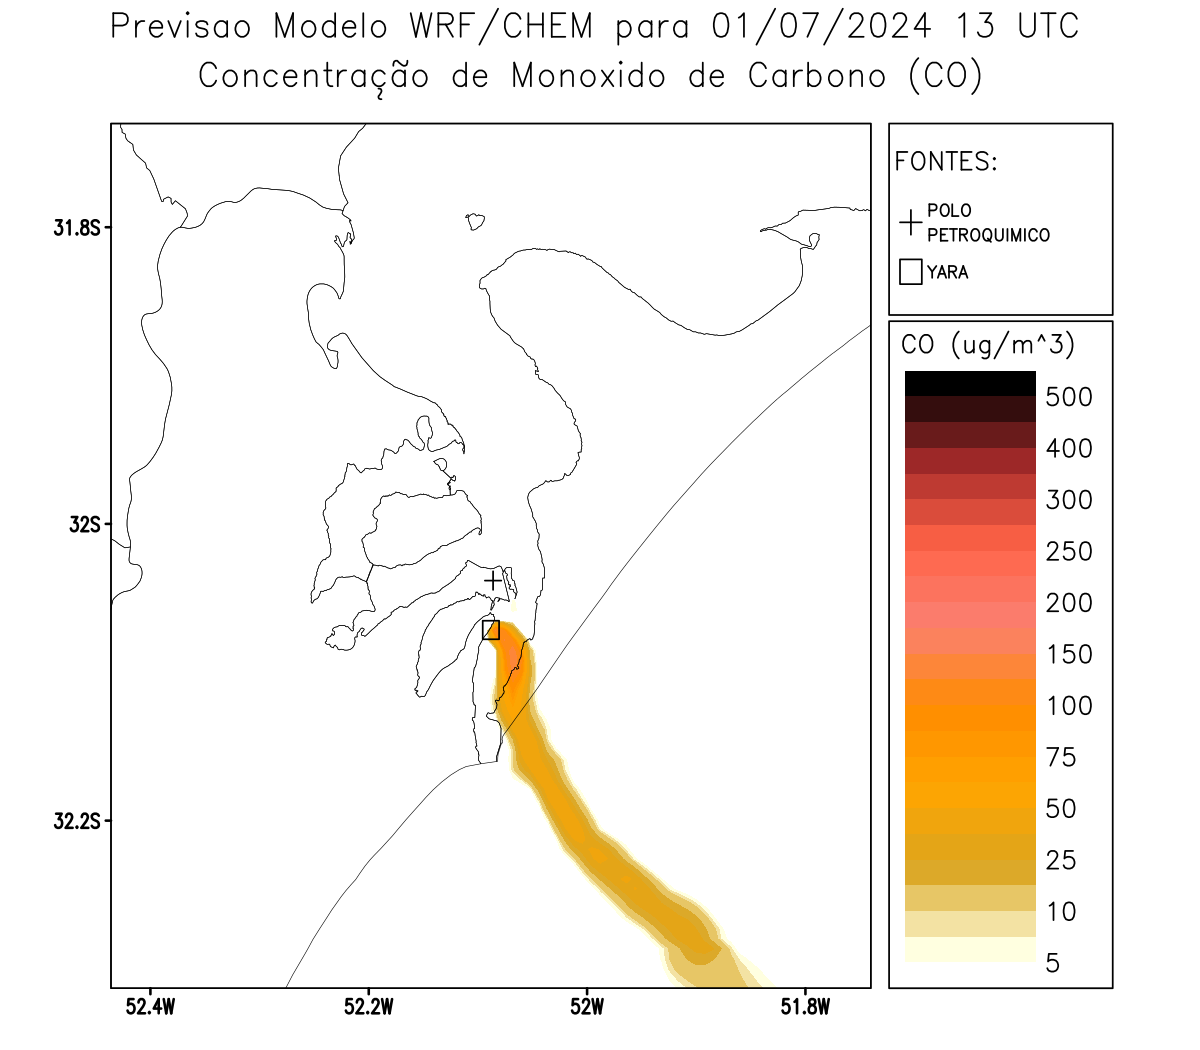 Previsao Modelo WRF/CHEM para 01/07/2024 13 UTC
Concentração de Monoxido de Carbono (CO)
FONTES:
POLO
PETROQUIMICO
YARA
CO (ug/m^3)
500
400
300
250
200
150
100
75
50
25
10
5
31.8S
32S
32.2S
52.4W
52.2W
52W
51.8W